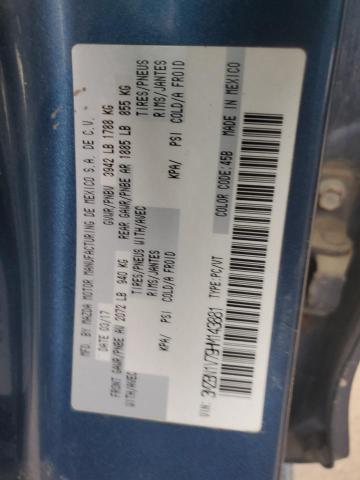 MFD. BY MAZDA MOTOR MANUFACTURING DE MEXICO S.A. DE C.V.
DATE 03/17 GVWR/PNBV 3942 LB 1788 KG
FRONT GAWR/PNBE AV 2072 LB 940 KG REAR GAWR/PNBE AR 1885 LB 855 KG
WITH/AVEC TIRES/PNEUS WITH/AVEC TIRES/PNEUS
RIMS/JANTES RIMS/JANTES
KPA/ PSI COLD/A FROID KPA/ PSI COLD/A FROID
VIN: 3MZBN1V79HM143081 TYPE:PC/VT
COLOR CODE:45B MADE IN MEXICO